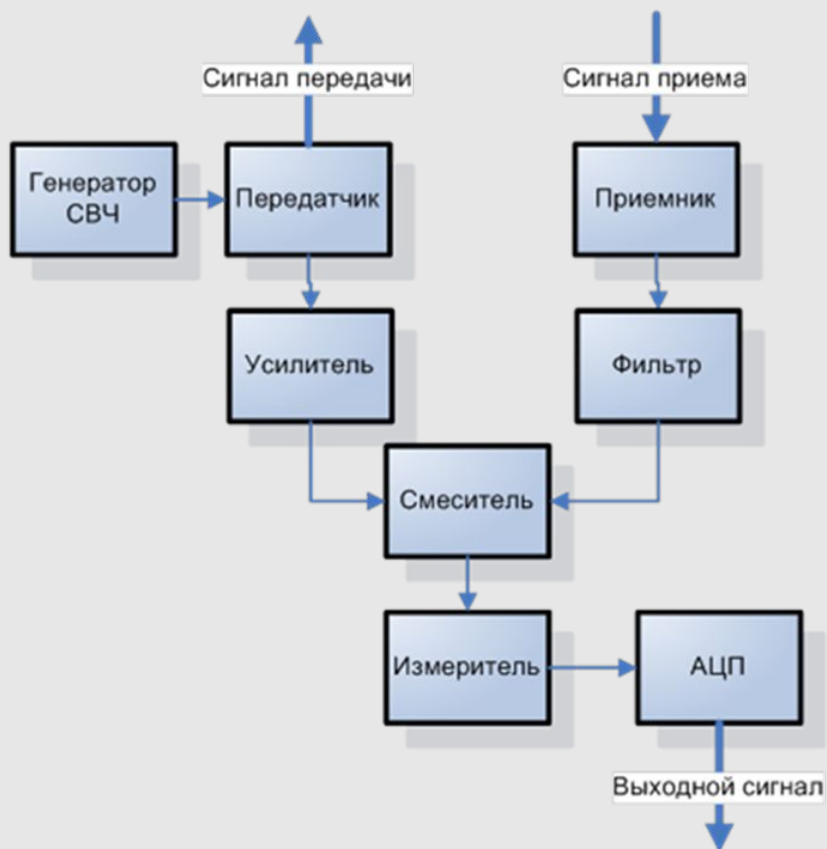 Сигнал передачи
Сигнал приема
Генератор
СВЧ
Передатчик
Приемник
Усилитель
Фильтр
Смеситель
Измеритель
АЦП
Выходной сигнал